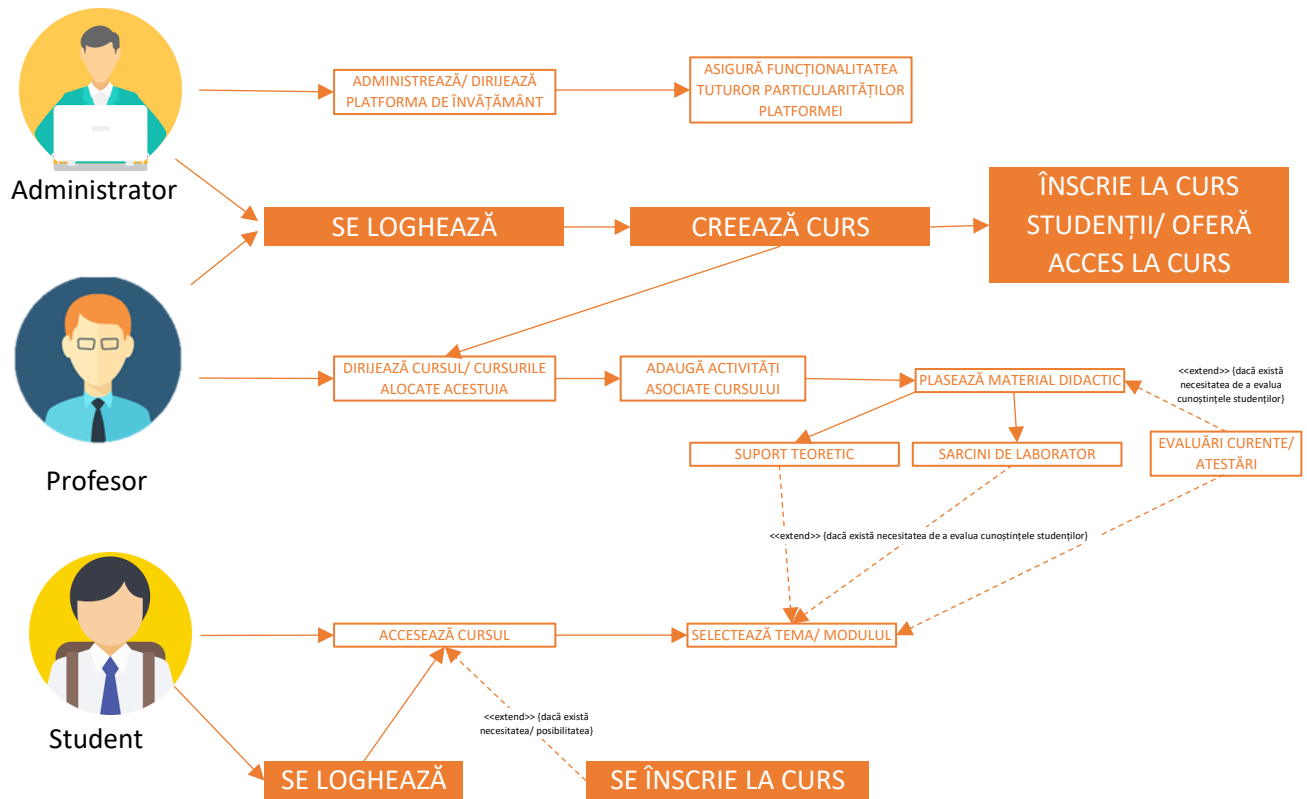 ADMINISTREAZĂ/ DIRIJEAZĂ
PLATFORMA DE ÎNVĂȚĂMÂNT
ASIGURĂ FUNCȚIONALITATEA
TUTUROR PARTICULARITĂȚILOR
PLATFORMEI
Administrator
SE LOGHEAZĂ
CREEAZĂ CURS
ÎNSCRIE LA CURS
STUDENȚII/ OFERĂ
ACCES LA CURS
DIRIJEAZĂ CURSUL/ CURSURILE
ALOCATE ACESTUIA
ADAUGĂ ACTIVITĂȚI
ASOCIATE CURSULUI
PLASEAZĂ MATERIAL DIDACTIC
<<extend>> {dacă există
necesitatea de a evalua
cunoștințele studenților}
Profesor
SUPORT TEORETIC
SARCINI DE LABORATOR
EVALUĂRI CURENTE/
ATESTĂRI
<<extend>> {dacă există necesitatea de a evalua cunoștințele studenților}
ACCESEAZĂ CURSUL
SELECTEAZĂ TEMA/ MODULUL
Student
<<extend>> {dacă există
necesitatea/ posibilitatea}
SE LOGHEAZĂ
SE ÎNSCRIE LA CURS